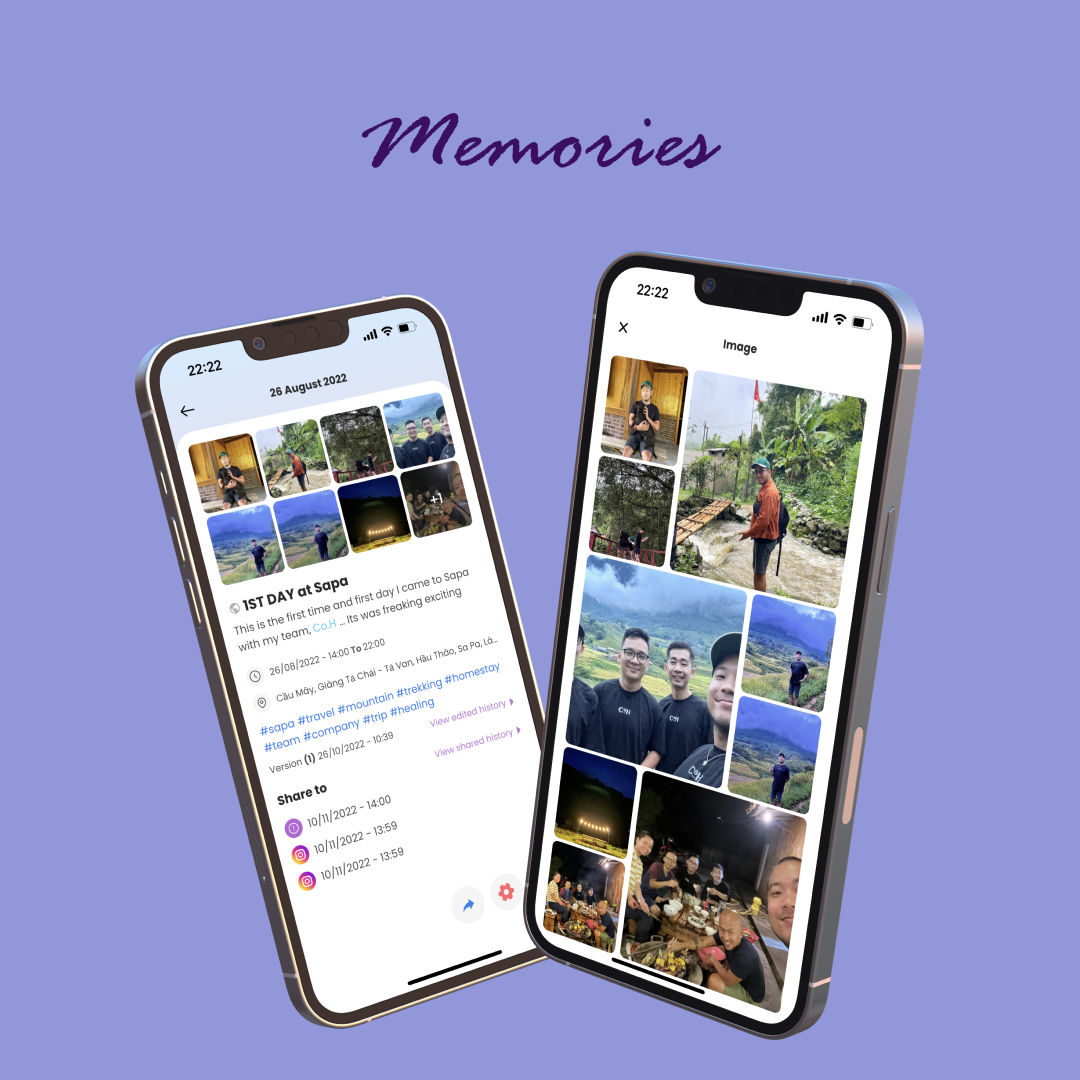 Memories
22:22
26 August 2022
+1
1ST DAY at Sapa
This is the first time and first day I came to Sapa
with my team, Co.H ... Its was freaking exciting
26/08/2022 - 14:00 To 22:00
Cầu Mây, Giàng Tà Chải - Tả Van, Hầu Thào, Sa Pa, Là...
#sapa #travel #mountain #trekking #homestay
#team #company #trip #healing
Version (1) 26/10/2022 - 10:39
View edited history
View shared history
Share to
10/11/2022 - 14:00
10/11/2022 - 13:59
10/11/2022 - 13:59
22:22
Image